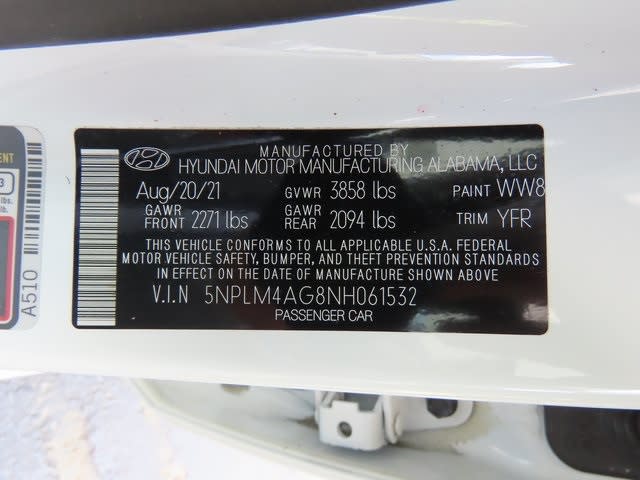 MANUFACTURED BY
HYUNDAI MOTOR MANUFACTURING ALABAMA, LLC
Aug/20/21 GVWR 3858 lbs PAINT WW8
GAWR FRONT 2271 lbs GAWR REAR 2094 lbs TRIM YFR
THIS VEHICLE CONFORMS TO ALL APPLICABLE U.S.A. FEDERAL
MOTOR VEHICLE SAFETY, BUMPER, AND THEFT PREVENTION STANDARDS
IN EFFECT ON THE DATE OF MANUFACTURE SHOWN ABOVE
V.I.N 5NPLM4AG8NH061532
PASSENGER CAR
A510
ENT
3